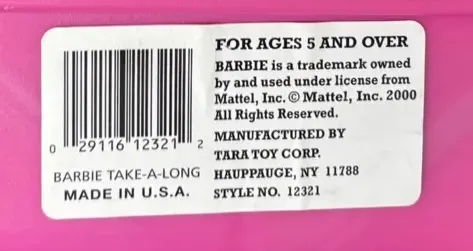 FOR AGES 5 AND OVER
BARBIE is a trademark owned
by and used under license from
Mattel, Inc. © Mattel, Inc. 2000
All Rights Reserved.
MANUFACTURED BY
TARA TOY CORP.
HAUPPAUGE, NY 11788
STYLE NO. 12321
0 29116 12321 2
BARBIE TAKE-A-LONG
MADE IN U.S.A.